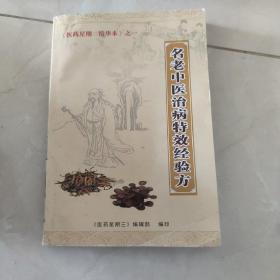 《医药星期三精华本》之一
名老中医治病特效经验方
《医药星期三》编辑部 编印